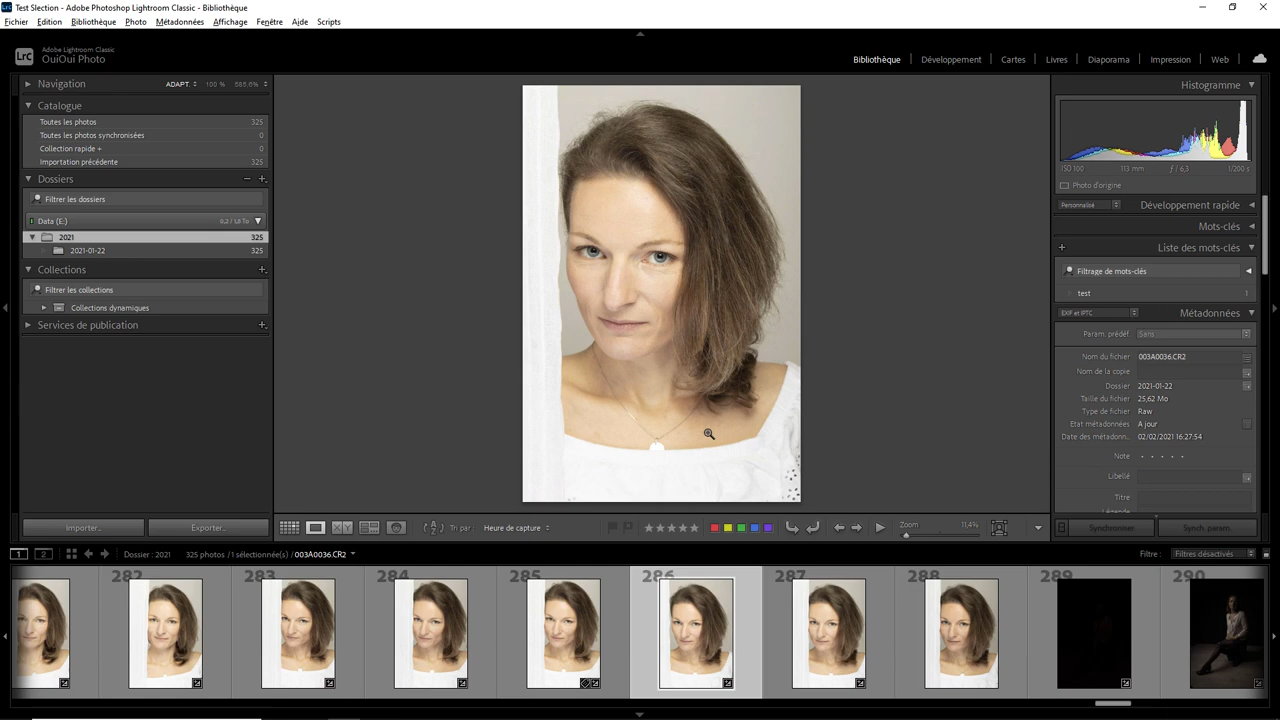 Test Slection - Adobe Photoshop Lightroom Classic - Bibliothèque
Fichier Edition Bibliothèque Photo Métadonnées Affichage Fenêtre Aide Scripts
Lrc
Adobe Lightroom Classic
OuiOui Photo
Bibliothèque | Développement | Cartes | Livres | Diaporama | Impression | Web
Navigation ADAPT. 100 % 585,6%
Catalogue
Toutes les photos 325
Toutes les photos synchronisées 0
Collection rapide + 0
Importation précédente 325
Dossiers
Filtrer les dossiers
Data (E:)
2021 325
2021-01-22 325
Collections
Filtrer les collections
Collections dynamiques
Services de publication
Importer... Exporter...
Histogramme
ISO 100 113 mm ƒ / 6,3 1/200 s
Photo d'origine
Personnalisé Développement rapide
Mots-clés
Liste des mots-clés
Filtrage de mots-clés
test 1
EXIF et IPTC Métadonnées
Param. prédéf. Sans
Nom du fichier 003A0036.CR2
Nom de la copie
Dossier 2021-01-22
Taille du fichier 25,62 Mo
Type de fichier Raw
Etat métadonnées A jour
Date des métadonn... 02/02/2021 16:27:54
Note
Libellé
Titre
Légende
Synchroniser Synch. param.
XY Tri par : Heure de capture Zoom 11,4%
1 2 Dossier : 2021 325 photos / 1 sélectionnée(s) / 003A0036.CR2 Filtre : Filtres désactivés
282 283 284 285 286 287 288 289 290